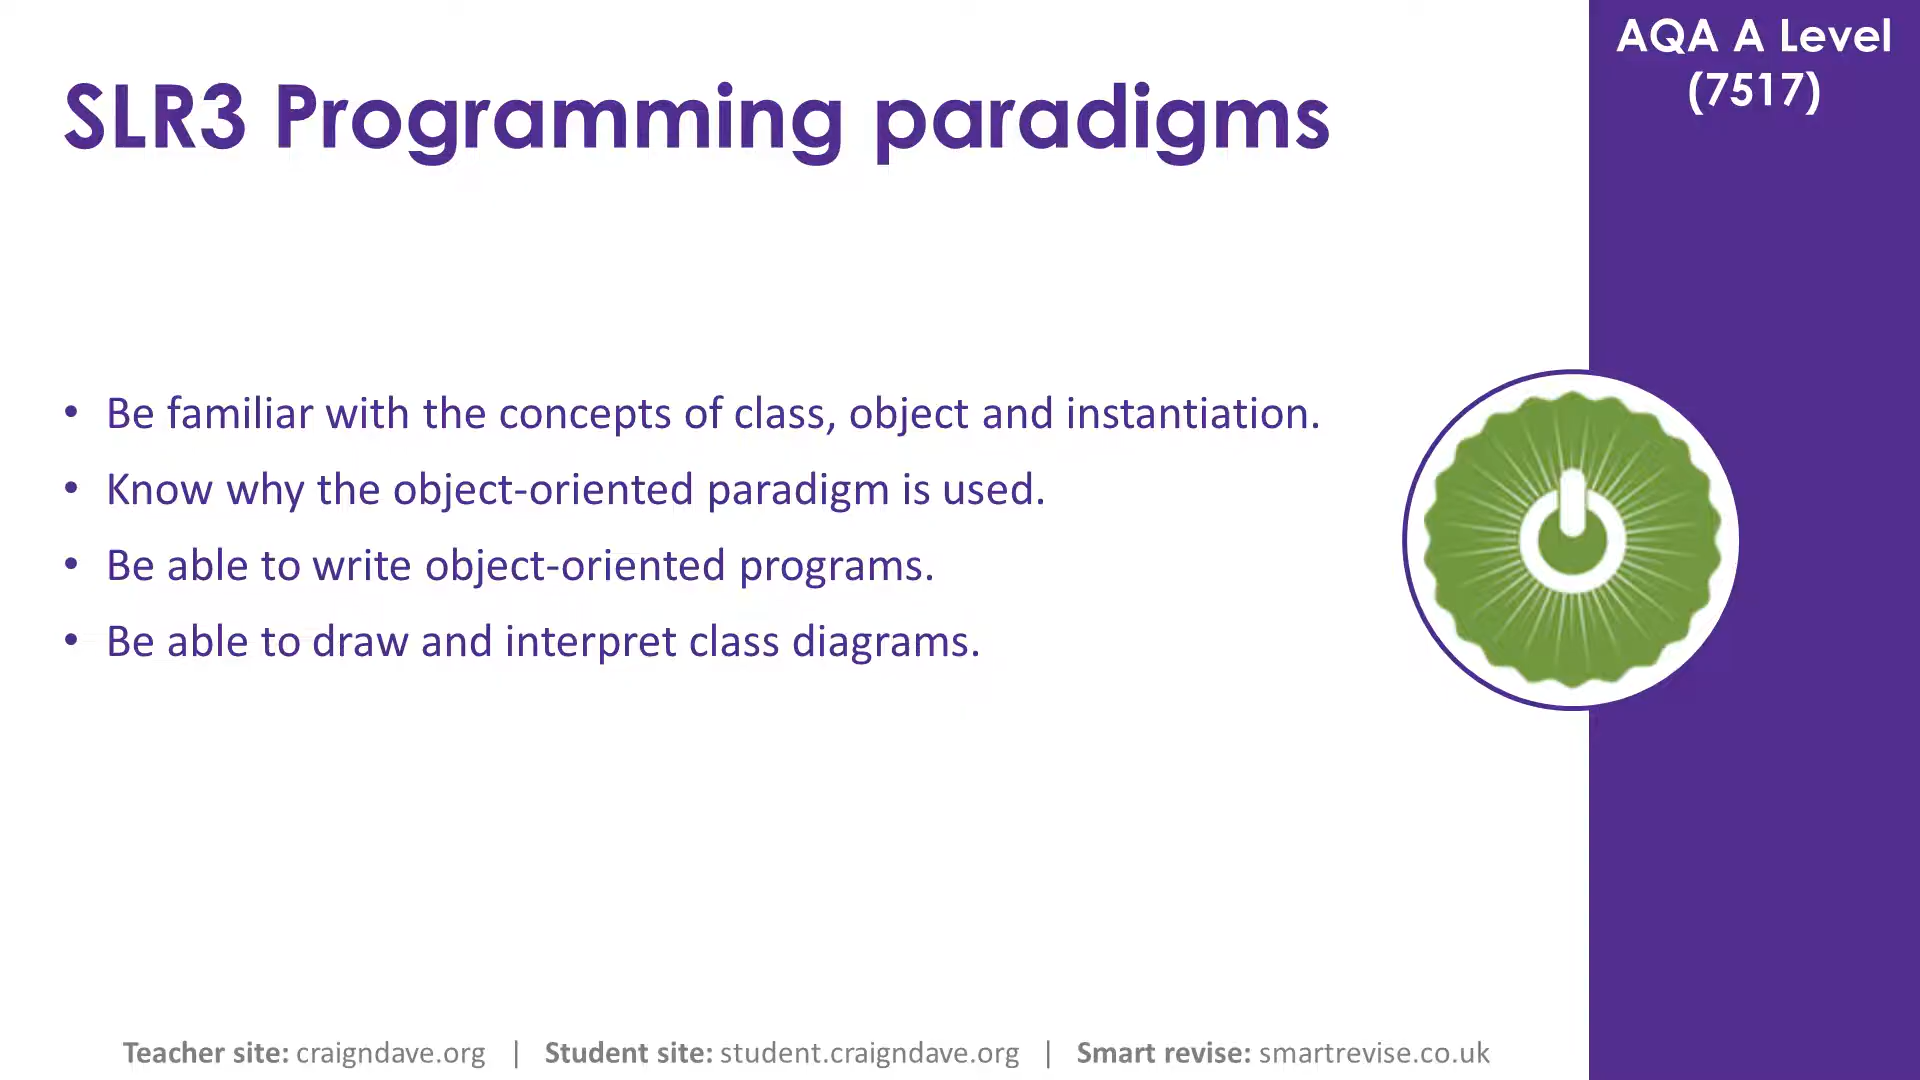 AQA A Level
(7517)
SLR3 Programming paradigms
• Be familiar with the concepts of class, object and instantiation.
• Know why the object-oriented paradigm is used.
• Be able to write object-oriented programs.
• Be able to draw and interpret class diagrams.
Teacher site: craigndave.org | Student site: student.craigndave.org | Smart revise: smartrevise.co.uk